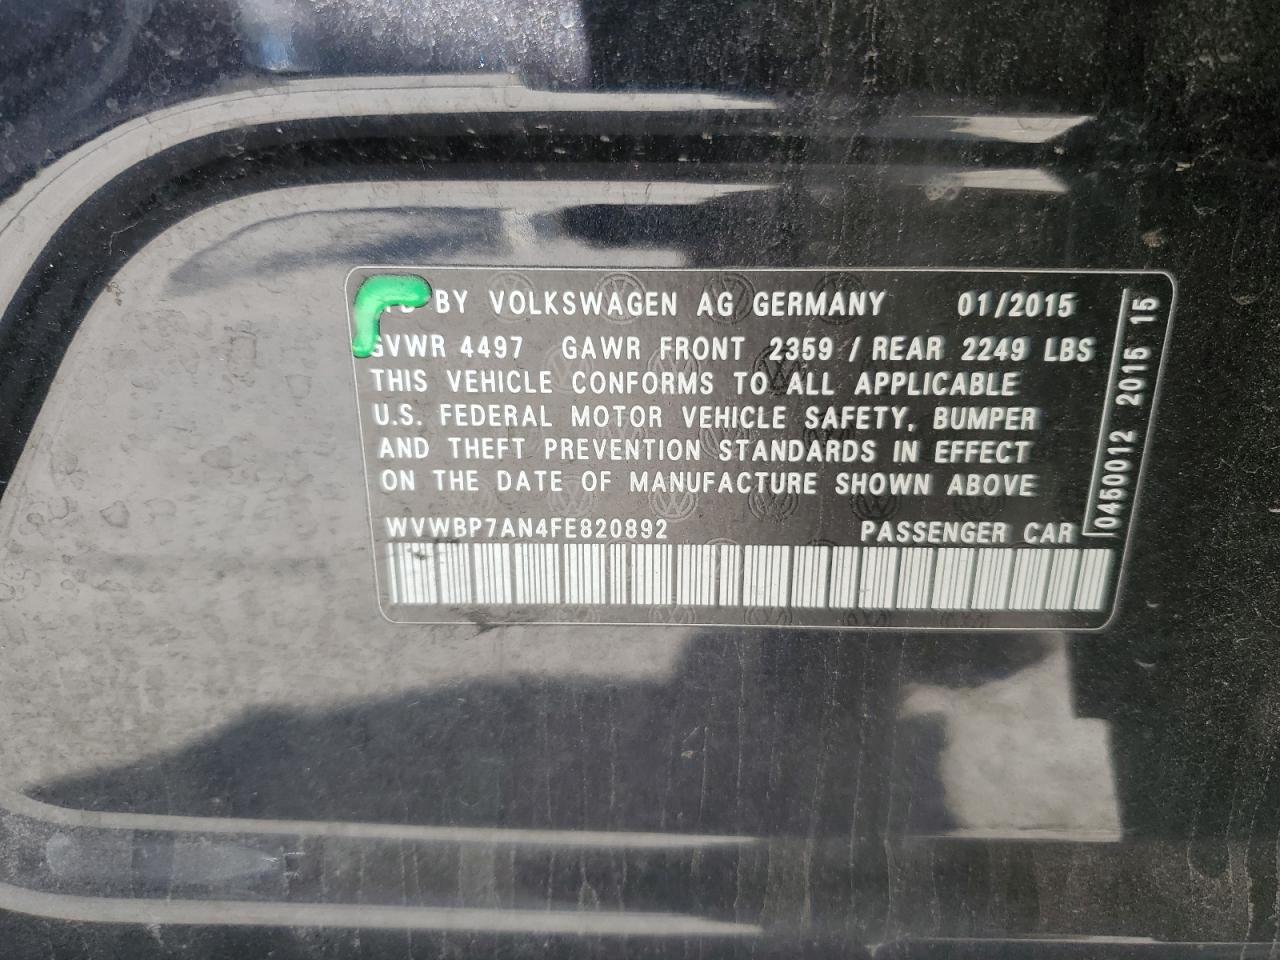 BY VOLKSWAGEN AG GERMANY 01/2015
GVWR 4497 GAWR FRONT 2359 / REAR 2249 LBS
THIS VEHICLE CONFORMS TO ALL APPLICABLE
U.S. FEDERAL MOTOR VEHICLE SAFETY, BUMPER
AND THEFT PREVENTION STANDARDS IN EFFECT
ON THE DATE OF MANUFACTURE SHOWN ABOVE
WVWBP7AN4FE820892 PASSENGER CAR
0450012 2015 15